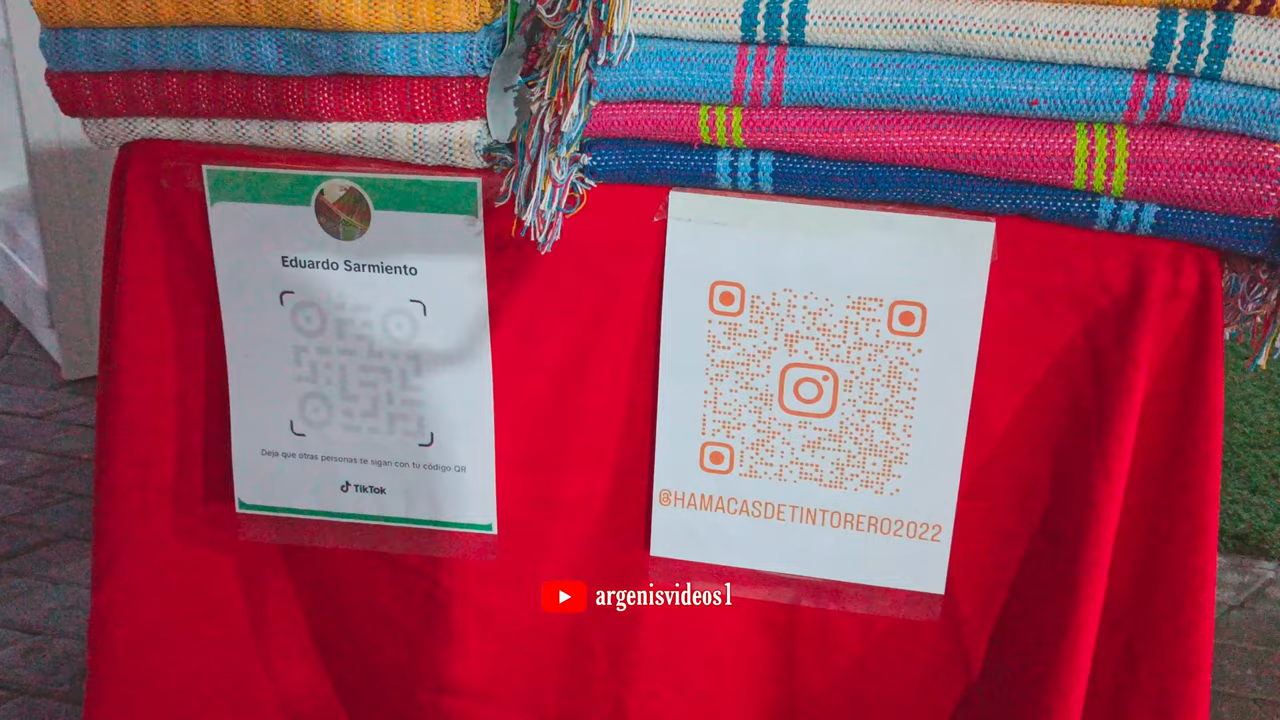 Eduardo Sarmiento
Deja que otras personas te sigan con tu código QR
TikTok
@HAMACASDETINTORERO2022
argenisvideos1